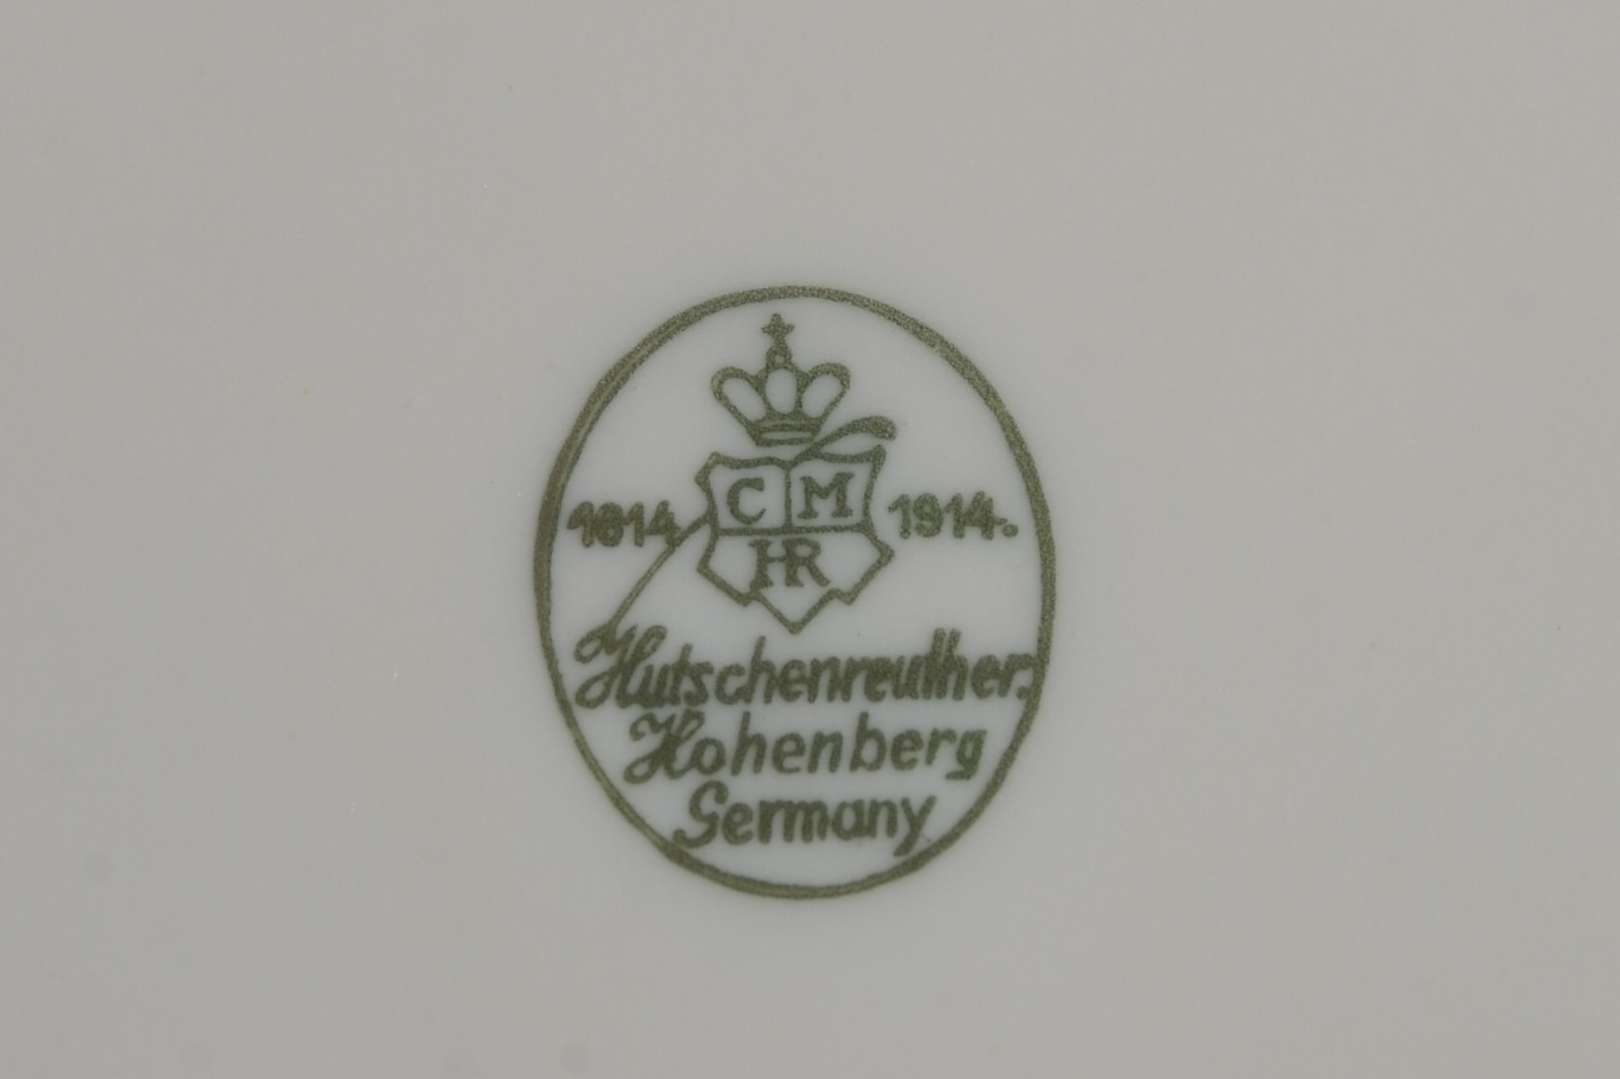 C M
1814 1914.
HR
Hutschenreuther.
Hohenberg
Germany